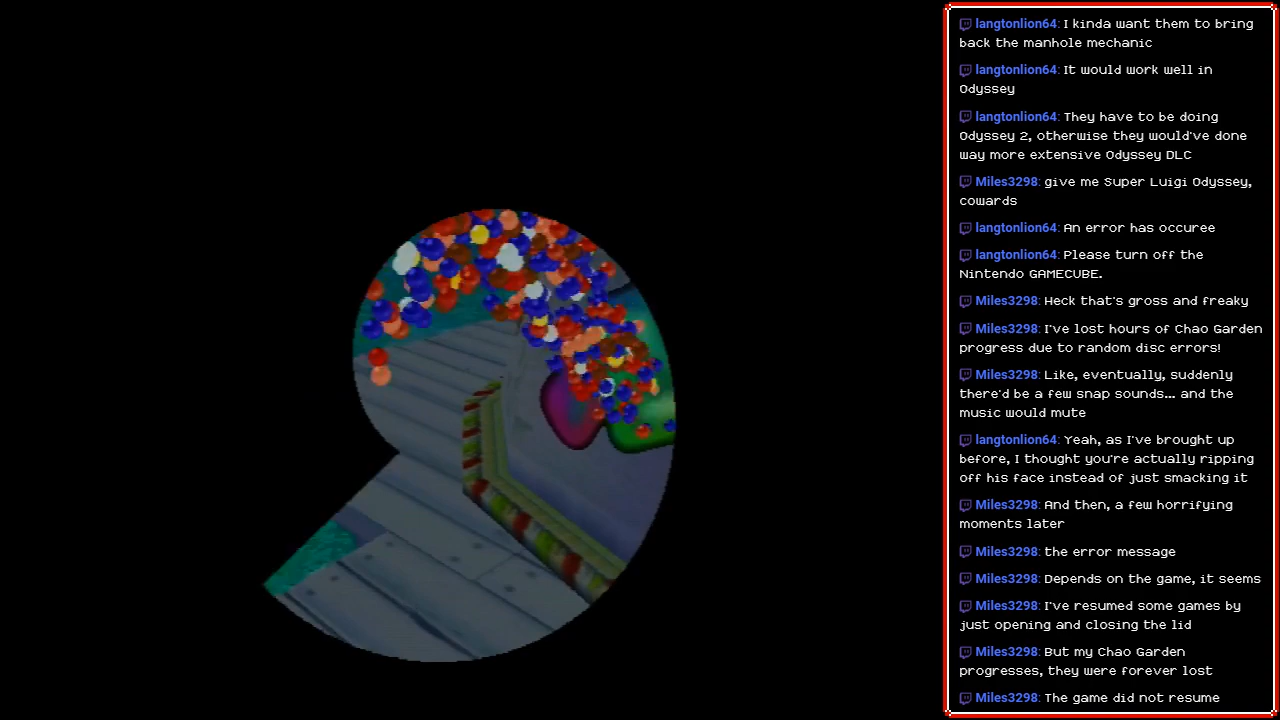 langtonlion64: I kinda want them to bring
back the manhole mechanic
langtonlion64: It would work well in
Odyssey
langtonlion64: They have to be doing
Odyssey 2, otherwise they would've done
way more extensive Odyssey DLC
Miles3298: give me Super Luigi Odyssey,
cowards
langtonlion64: An error has occuree
langtonlion64: Please turn off the
Nintendo GAMECUBE.
Miles3298: Heck that's gross and freaky
Miles3298: I've lost hours of Chao Garden
progress due to random disc errors!
Miles3298: Like, eventually, suddenly
there'd be a few snap sounds... and the
music would mute
langtonlion64: Yeah, as I've brought up
before, I thought you're actually ripping
off his face instead of just smacking it
Miles3298: And then, a few horrifying
moments later
Miles3298: the error message
Miles3298: Depends on the game, it seems
Miles3298: I've resumed some games by
just opening and closing the lid
Miles3298: But my Chao Garden
progresses, they were forever lost
Miles3298: The game did not resume